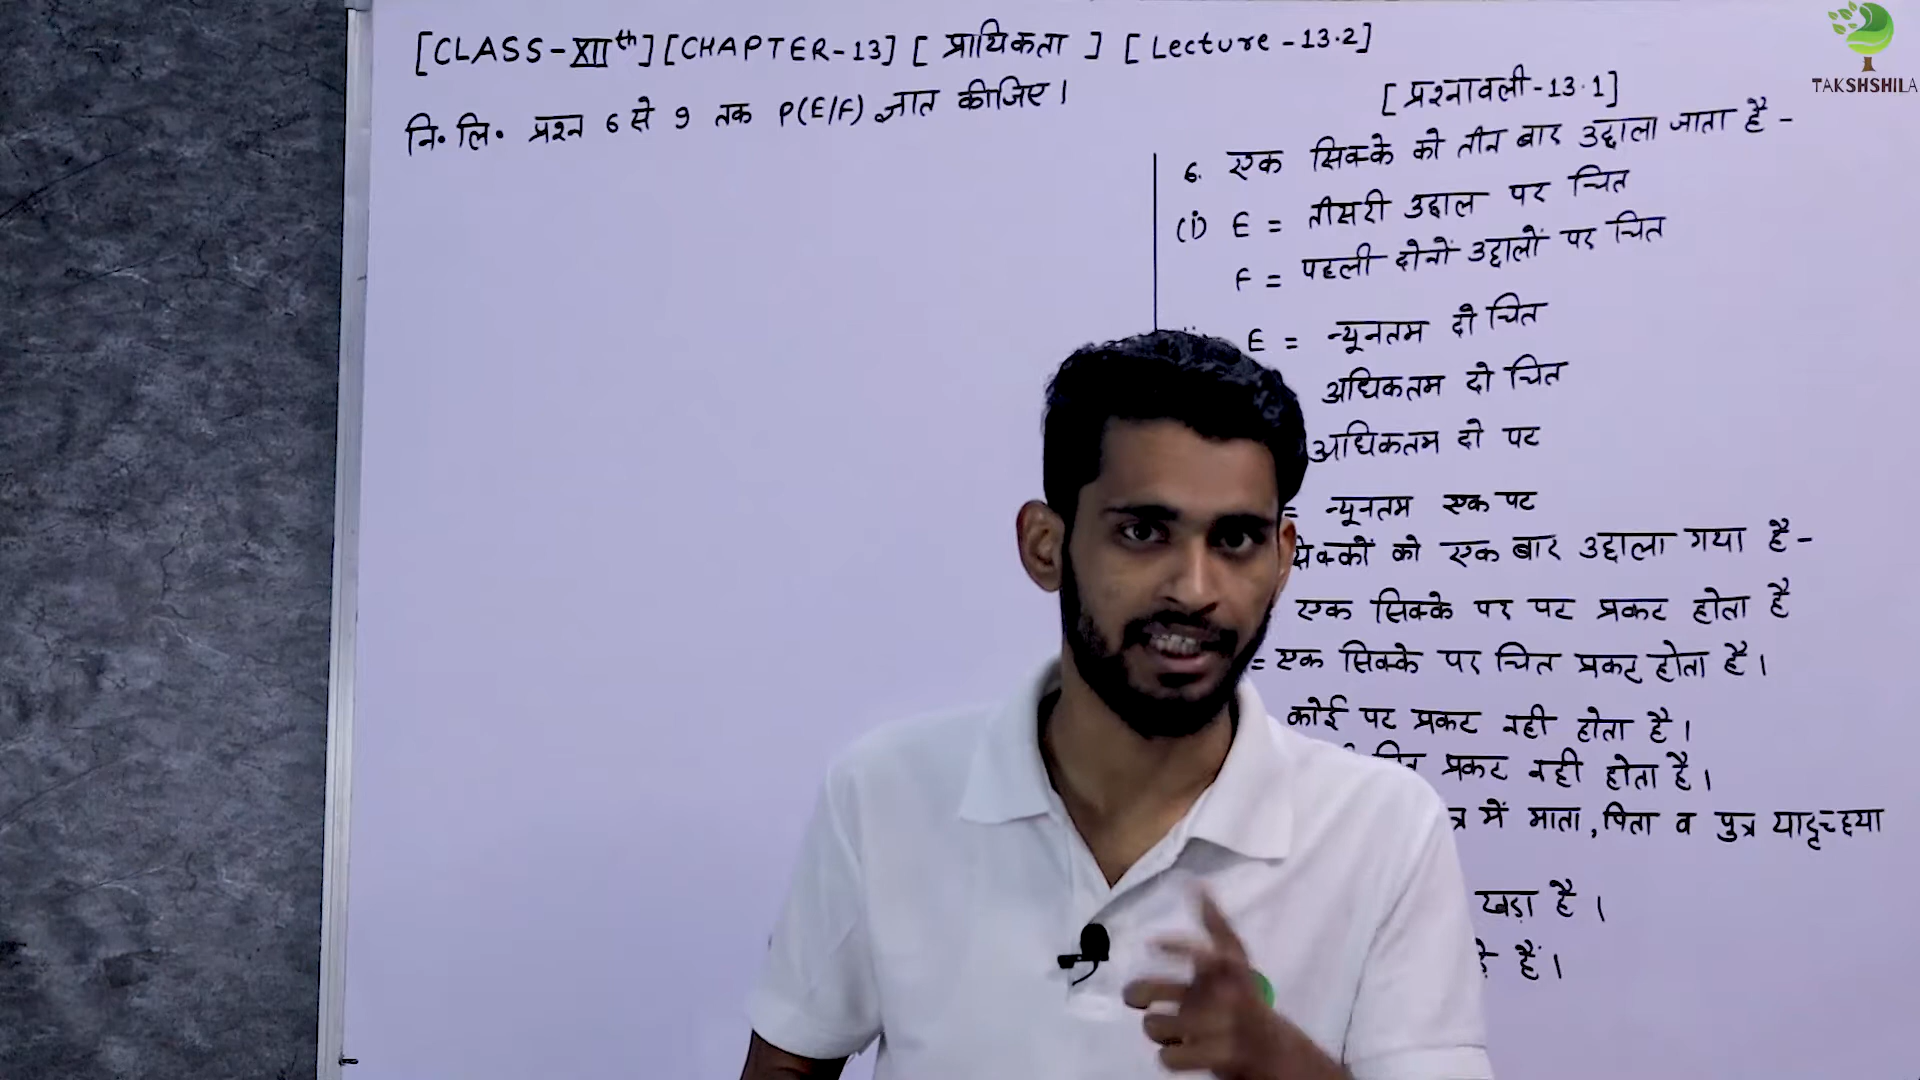 [CLASS-XIIth] [CHAPTER-13] [ प्रायिकता ] [ Lecture-13.2]
TAKSHSHILA
[प्रश्नावली-13.1]
नि. लि. प्रश्न 6 से 9 तक P(E/F) ज्ञात कीजिए।
6. एक सिक्के को तीन बार उछाला जाता है -
(i) E = तीसरी उछाल पर चित
F = पहली दोनों उछालों पर चित
E = न्यूनतम दो चित
अधिकतम दो चित
अधिकतम दो पट
= न्यूनतम एक पट
सिक्कों को एक बार उछाला गया है -
एक सिक्के पर पट प्रकट होता है
= एक सिक्के पर चित प्रकट होता है।
कोई पट प्रकट नही होता है।
प्रकट नही होता है।
में माता, पिता व पुत्र यादृच्छया
खड़ा है।
हैं।